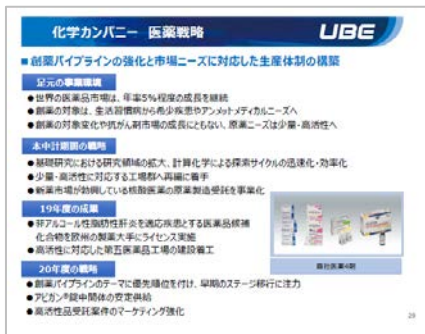 化学カンパニー 医薬戦略
UBE
■創薬パイプラインの強化と市場ニーズに対応した生産体制の構築
足元の事業環境
●世界の医薬品市場は、年率5%程度の成長を継続
●創薬の対象は、生活習慣病から希少疾患やアンメットメディカルニーズへ
●創薬の対象変化や抗がん剤市場の成長にともない、原薬ニーズは少量・高活性へ
本中計期間の戦略
●基礎研究における研究領域の拡大、計算化学による探索サイクルの迅速化・効率化
●少量・高活性に対応する工場群へ再編に着手
●新薬市場が勃興している核酸医薬の原薬製造受託を事業化
19年度の成果
●非アルコール性脂肪性肝炎を適応疾患とする医薬品候補
化合物を欧州の製薬大手にライセンス実施
●高活性に対応した第五医薬品工場の建設着工
自社医薬4剤
20年度の戦略
●創薬パイプラインのテーマに優先順位を付け、早期のステージ移行に注力
●アビガン®錠中間体の安定供給
●高活性品受託案件のマーケティング強化